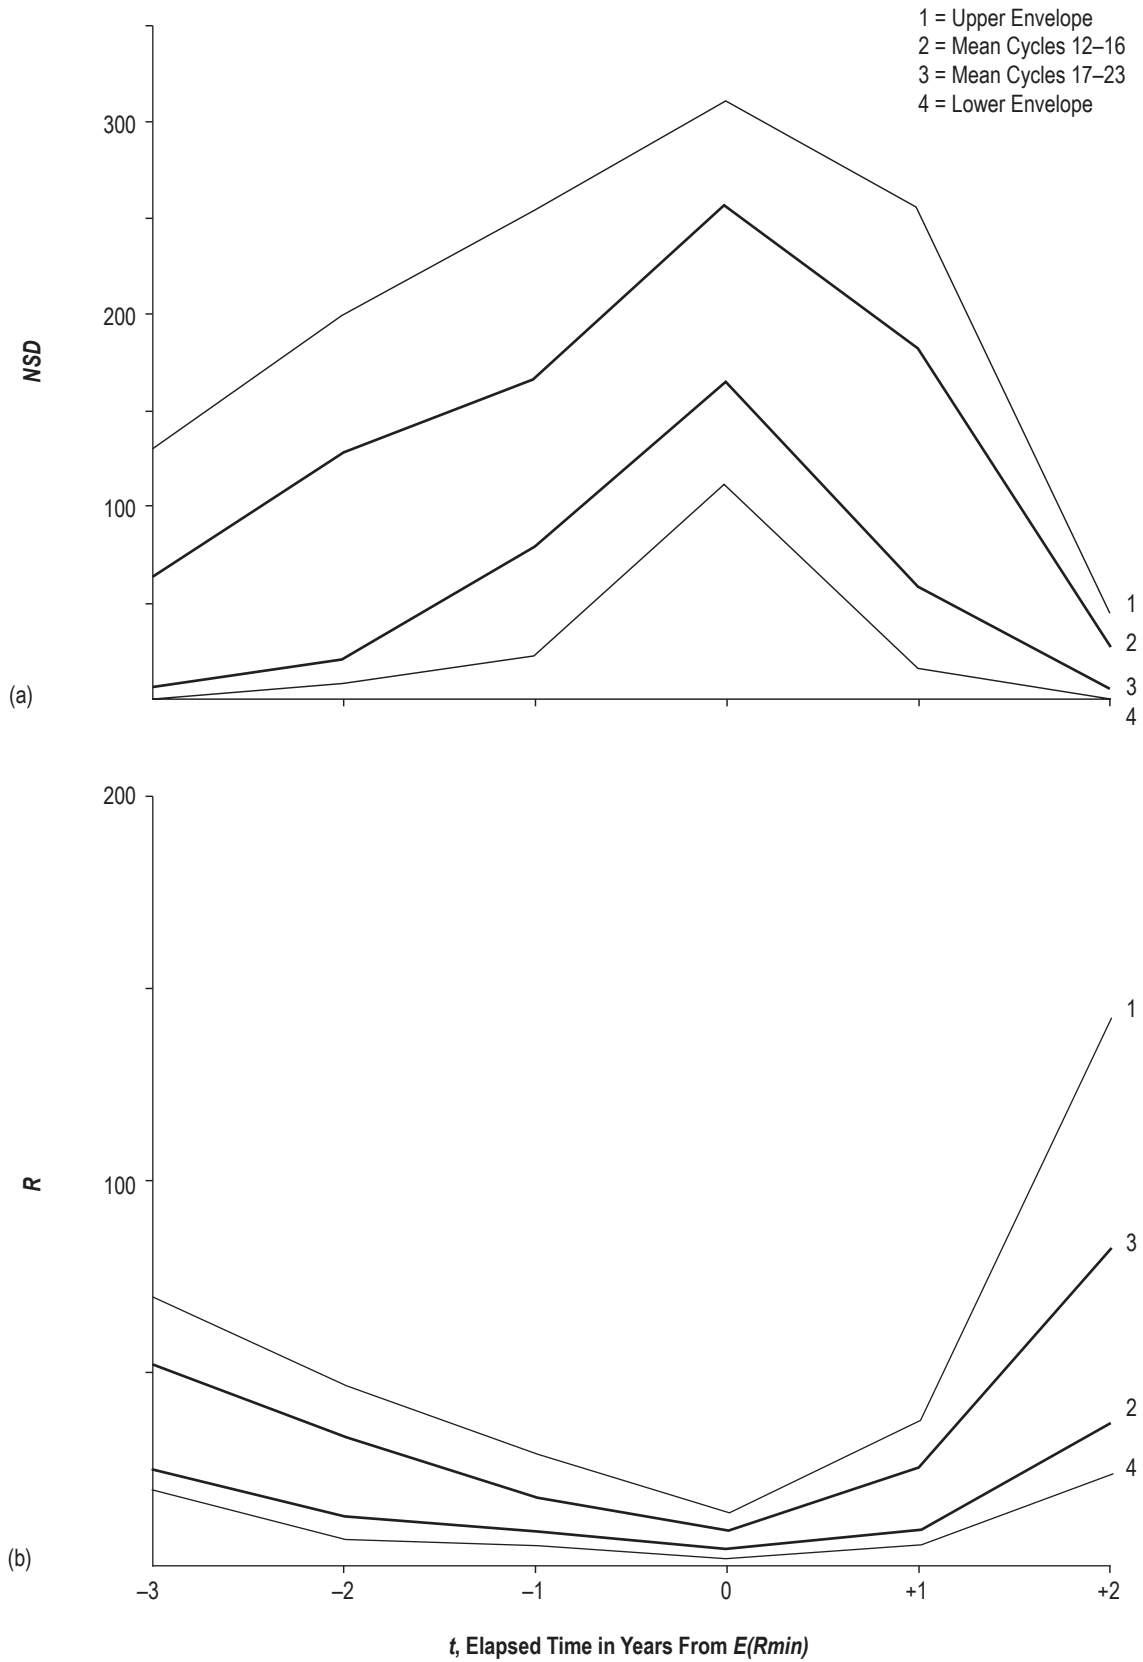 1 = Upper Envelope
2 = Mean Cycles 12–16
3 = Mean Cycles 17–23
4 = Lower Envelope
300
200
NSD
100
1
2
3
4
(a)
200
1
100
R
3
2
4
(b)
–3 –2 –1 0 +1 +2
t, Elapsed Time in Years From E(Rmin)